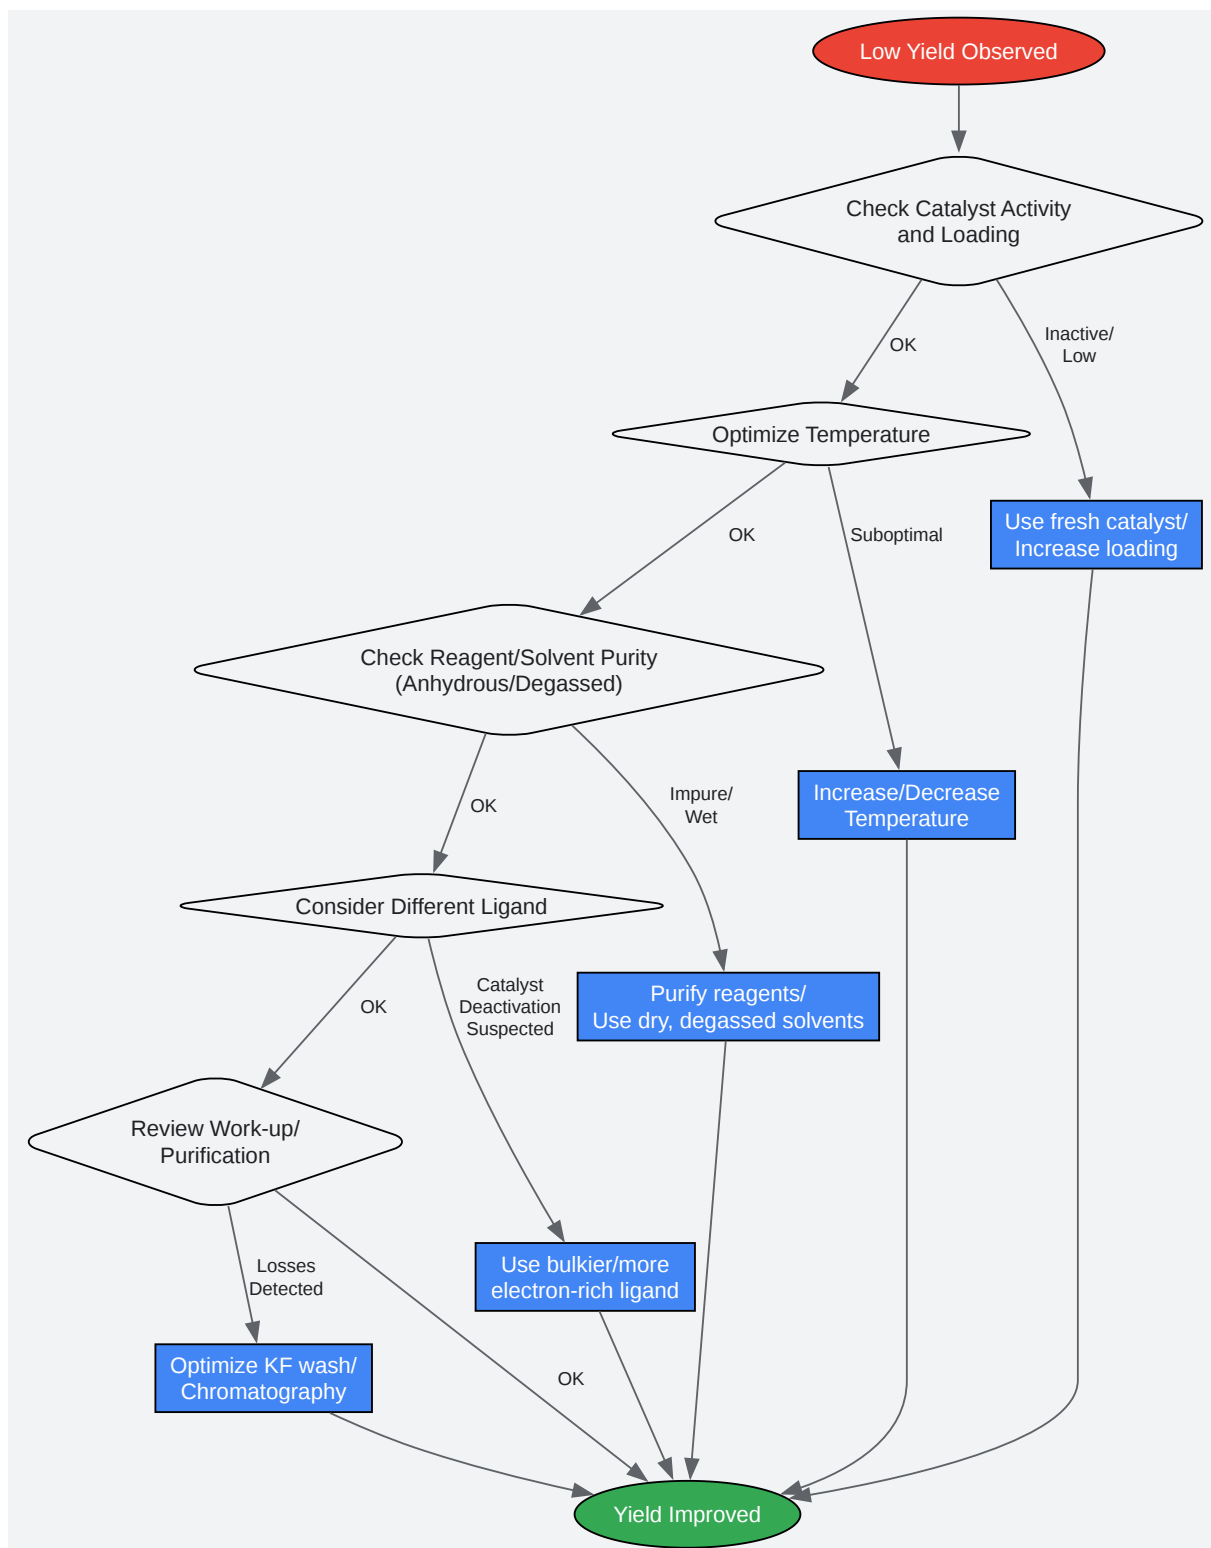 Low Yield Observed
Check Catalyst Activity
and Loading
OK
Inactive/
Low
Optimize Temperature
Use fresh catalyst/
Increase loading
OK
Suboptimal
Check Reagent/Solvent Purity
(Anhydrous/Degassed)
Increase/Decrease
Temperature
OK
Impure/
Wet
Consider Different Ligand
Purify reagents/
Use dry, degassed solvents
OK
Catalyst
Deactivation
Suspected
Review Work-up/
Purification
Use bulkier/more
electron-rich ligand
Losses
Detected
Optimize KF wash/
Chromatography
OK
Yield Improved